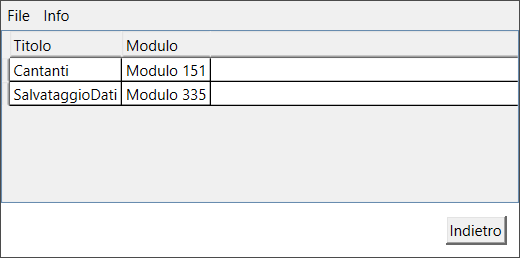 File Info
Titolo Modulo
Cantanti Modulo 151
SalvataggioDati Modulo 335
Indietro